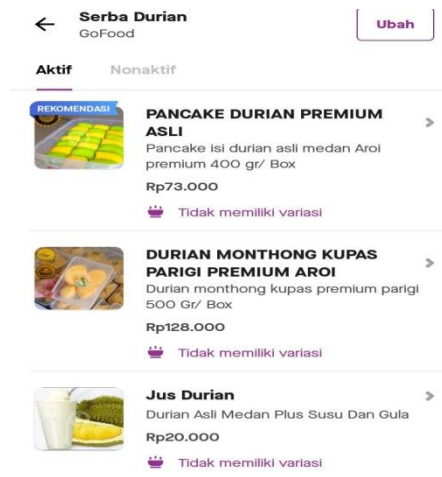 Serba Durian
Ubah
GoFood
Aktif
Nonaktif
REKOMENDASI
PANCAKE DURIAN PREMIUM
ASLI
Pancake isi durian asli medan Aroi
premium 400 gr/ Box
Rp73.000
Tidak memiliki variasi
DURIAN MONTHONG KUPAS
PARIGI PREMIUM AROI
Durian monthong kupas premium parigi
500 Gr/ Box
Rp128.000
Tidak memiliki variasi
Jus Durian
Durian Asli Medan Plus Susu Dan Gula
Rp20.000
Tidak memiliki variasi